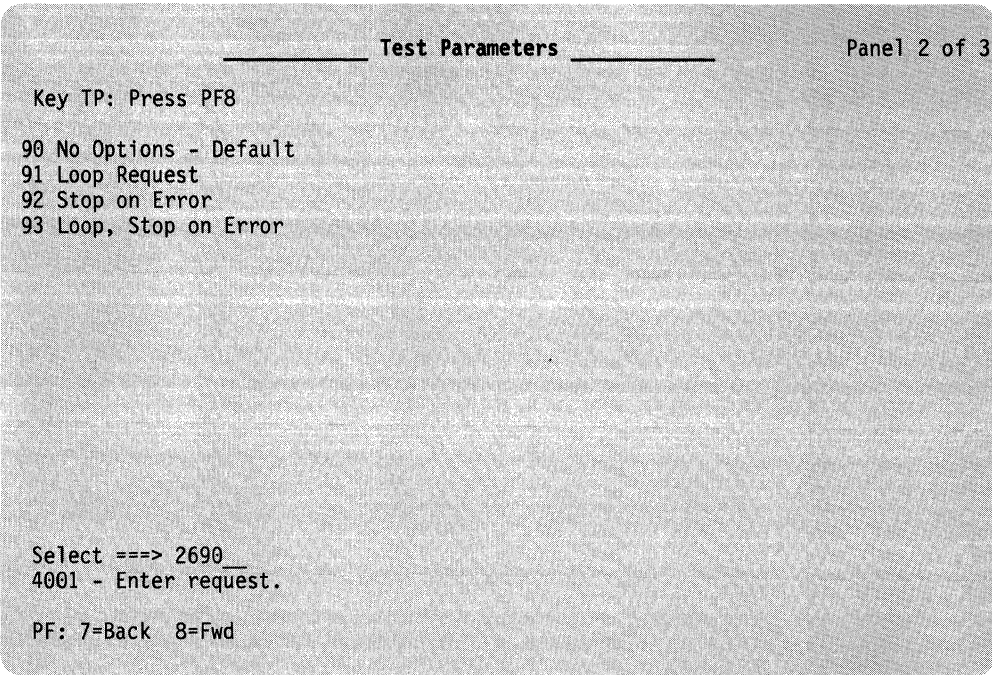 Test Parameters Panel 2 of 3
Key TP: Press PF8
90 No Options - Default
91 Loop Request
92 Stop on Error
93 Loop, Stop on Error
Select ===> 2690__
4001 - Enter request.
PF: 7=Back 8=Fwd